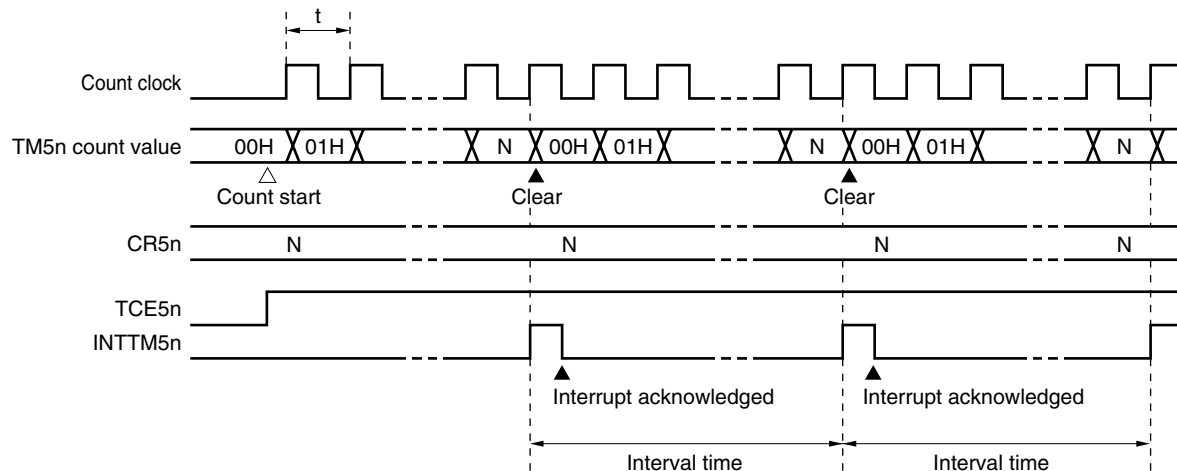 t
Count clock
TM5n count value 00H 01H N 00H 01H N 00H 01H N
Count start Clear Clear
CR5n N N N N
TCE5n
INTTM5n
Interrupt acknowledged Interrupt acknowledged
Interval time Interval time